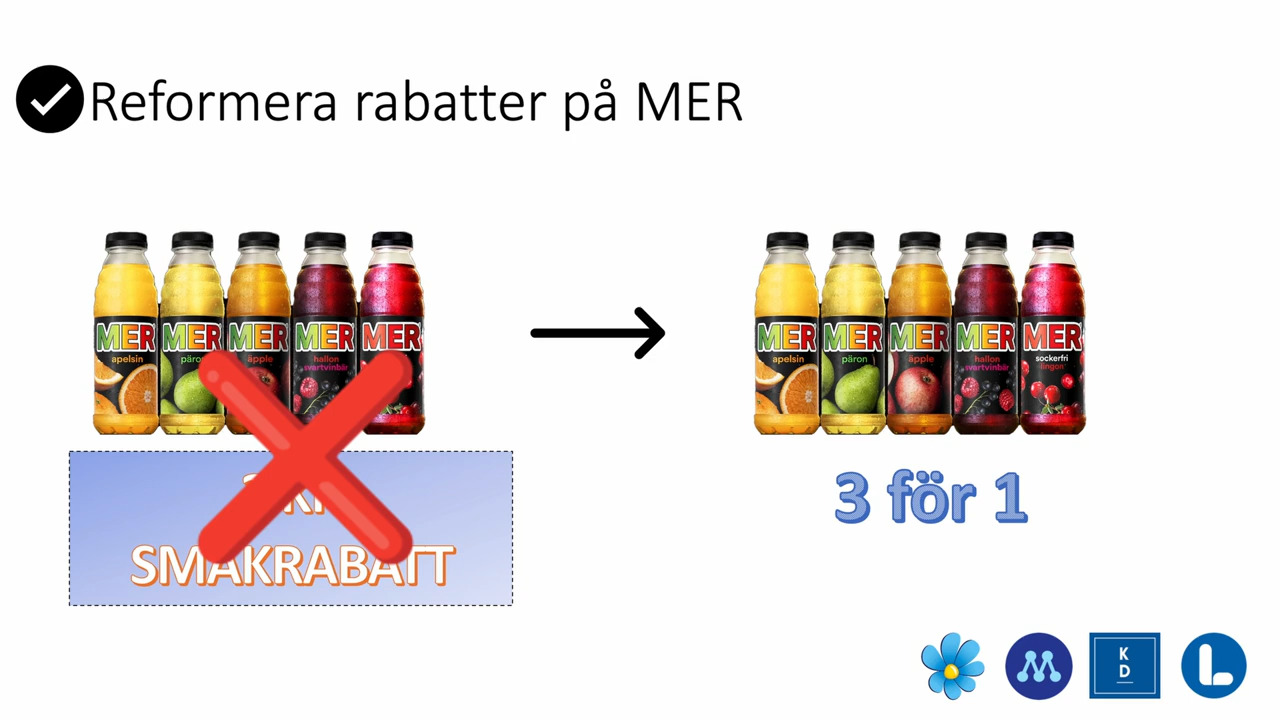 Reformera rabatter på MER
MER MER MER MER MER
apelsin
äpple
hallon
svartvinbär
SMAKRABATT
MER MER MER MER MER
apelsin
päron
äpple
hallon
svartvinbär
sockerfri
lingon
3 för 1
K
D